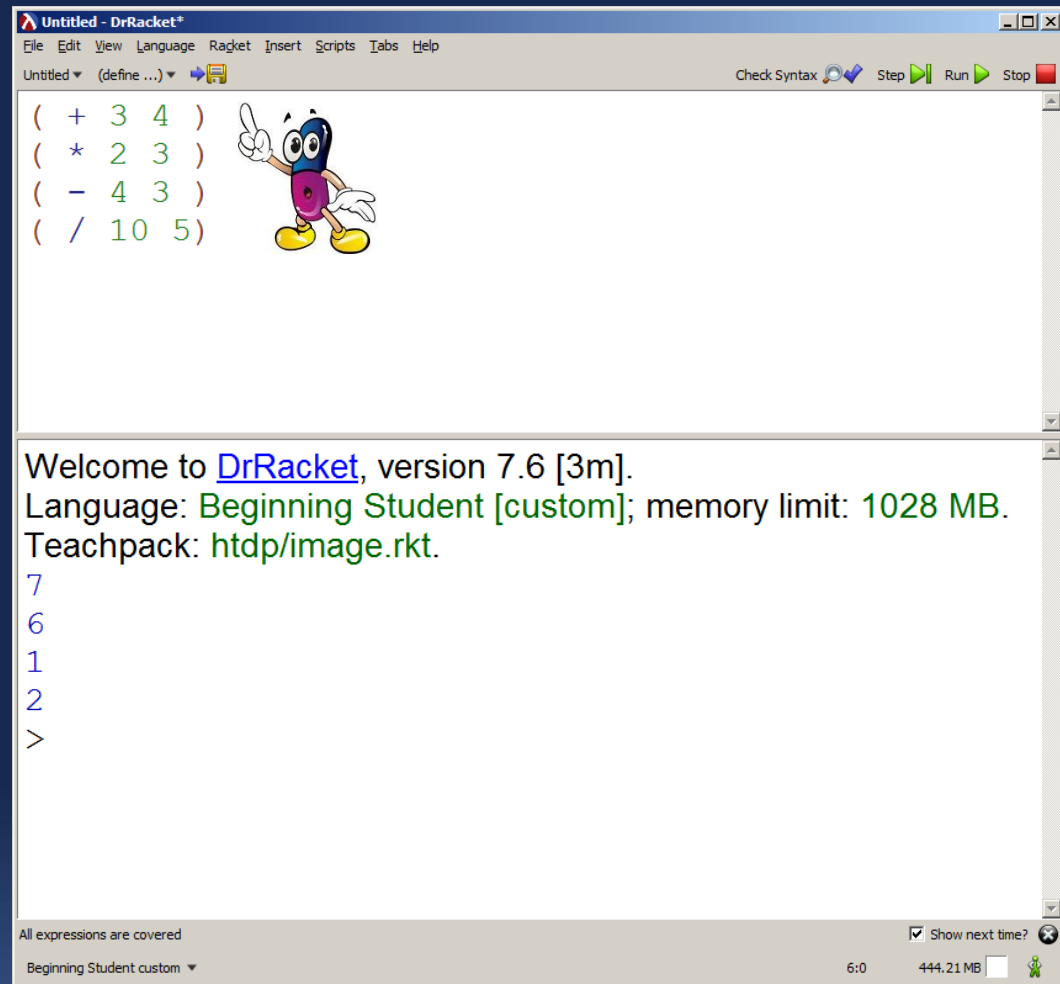 Untitled - DrRacket*
File Edit View Language Racket Insert Scripts Tabs Help
Untitled (define ...) Check Syntax Step Run Stop
( + 3 4 )
( * 2 3 )
( - 4 3 )
( / 10 5)
Welcome to DrRacket, version 7.6 [3m].
Language: Beginning Student [custom]; memory limit: 1028 MB.
Teachpack: htdp/image.rkt.
7
6
1
2
>
All expressions are covered Show next time?
Beginning Student custom 6:0 444.21 MB